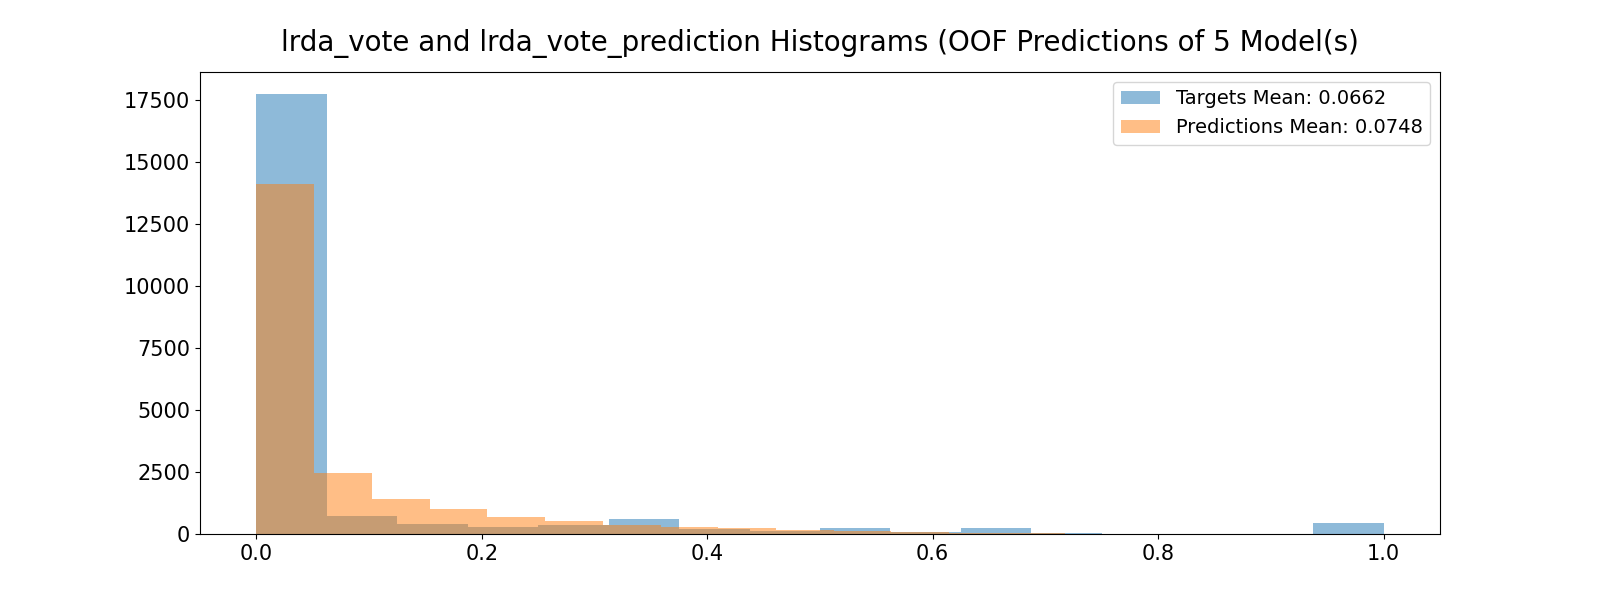 lrda_vote and lrda_vote_prediction Histograms (OOF Predictions of 5 Model(s)
Targets Mean: 0.0662
Predictions Mean: 0.0748
17500
15000
12500
10000
7500
5000
2500
0
0.0 0.2 0.4 0.6 0.8 1.0